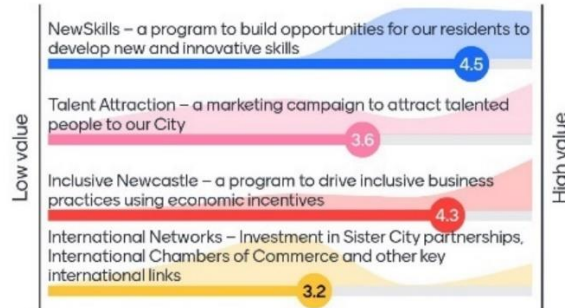 Low value
High value
NewSkills – a program to build opportunities for our residents to
develop new and innovative skills
4.5
Talent Attraction – a marketing campaign to attract talented
people to our City
3.6
Inclusive Newcastle – a program to drive inclusive business
practices using economic incentives
4.3
International Networks – Investment in Sister City partnerships,
International Chambers of Commerce and other key
international links
3.2